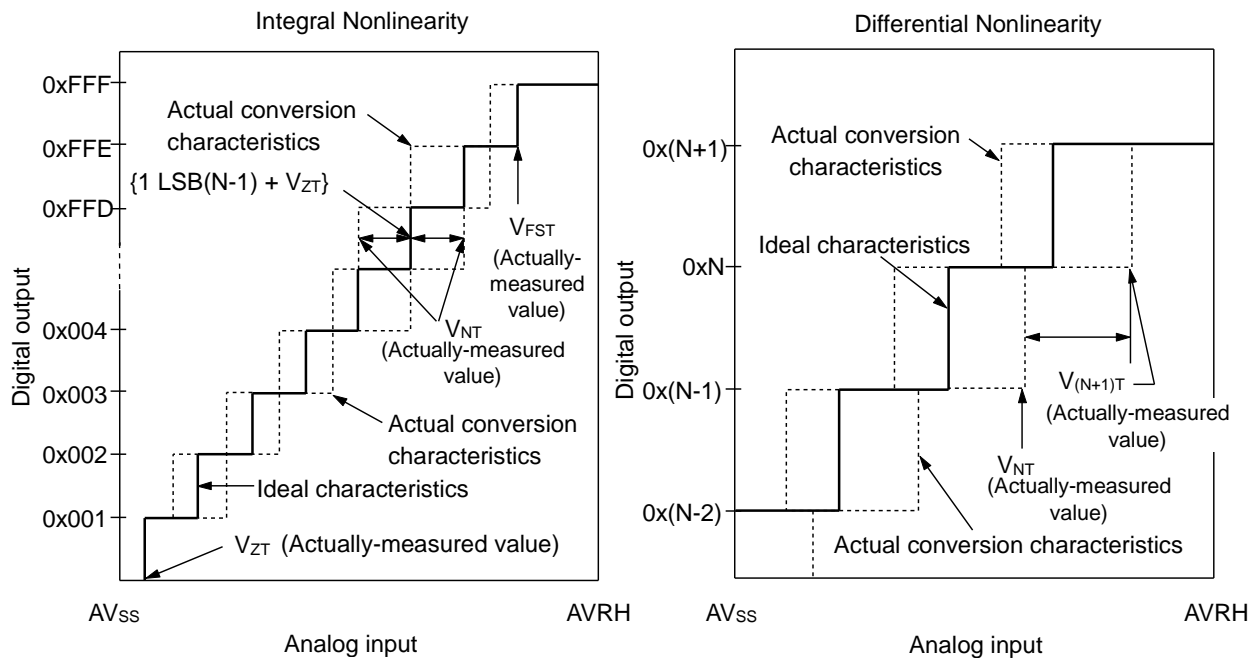 Integral Nonlinearity
0xFFF
0xFFE
0xFFD
0x004
0x003
0x002
0x001
Digital output
Actual conversion
characteristics
{1 LSB(N-1) + VZT}
VFST
(Actually-
measured
value)
VNT
(Actually-measured
value)
Actual conversion
characteristics
Ideal characteristics
VZT (Actually-measured value)
AVSS
AVRH
Analog input
Differential Nonlinearity
0x(N+1)
0xN
0x(N-1)
0x(N-2)
Digital output
Actual conversion
characteristics
Ideal characteristics
V(N+1)T
(Actually-measured
value)
VNT
(Actually-measured
value)
Actual conversion characteristics
AVSS
AVRH
Analog input